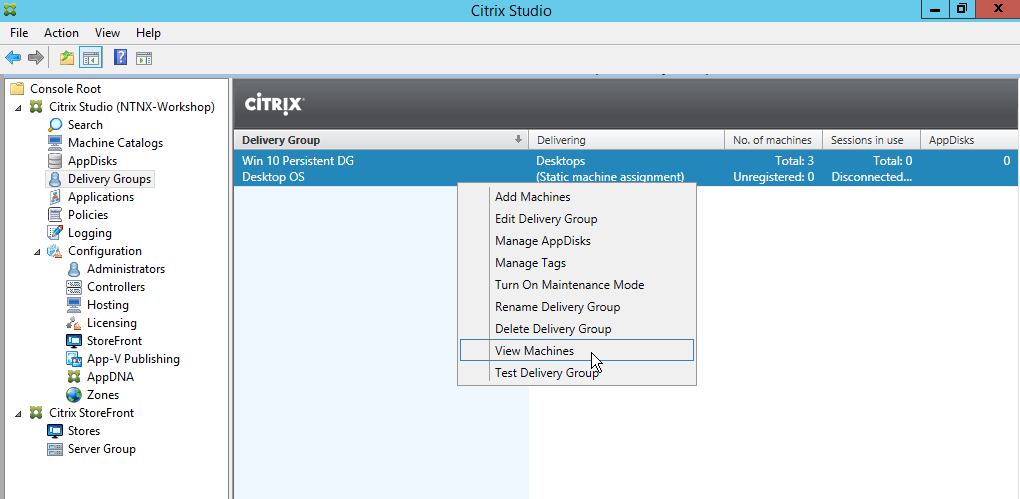 Citrix Studio
File Action View Help
Console Root
Citrix Studio (NTNX-Workshop)
Search
Machine Catalogs
AppDisks
Delivery Groups
Applications
Policies
Logging
Configuration
Administrators
Controllers
Hosting
Licensing
StoreFront
App-V Publishing
AppDNA
Zones
Citrix StoreFront
Stores
Server Group
CITRIX
Delivery Group Delivering No. of machines Sessions in use AppDisks
Win 10 Persistent DG Desktops Total: 3 Total: 0 0
Desktop OS (Static machine assignment) Unregistered: 0 Disconnected...
Add Machines
Edit Delivery Group
Manage AppDisks
Manage Tags
Turn On Maintenance Mode
Rename Delivery Group
Delete Delivery Group
View Machines
Test Delivery Group